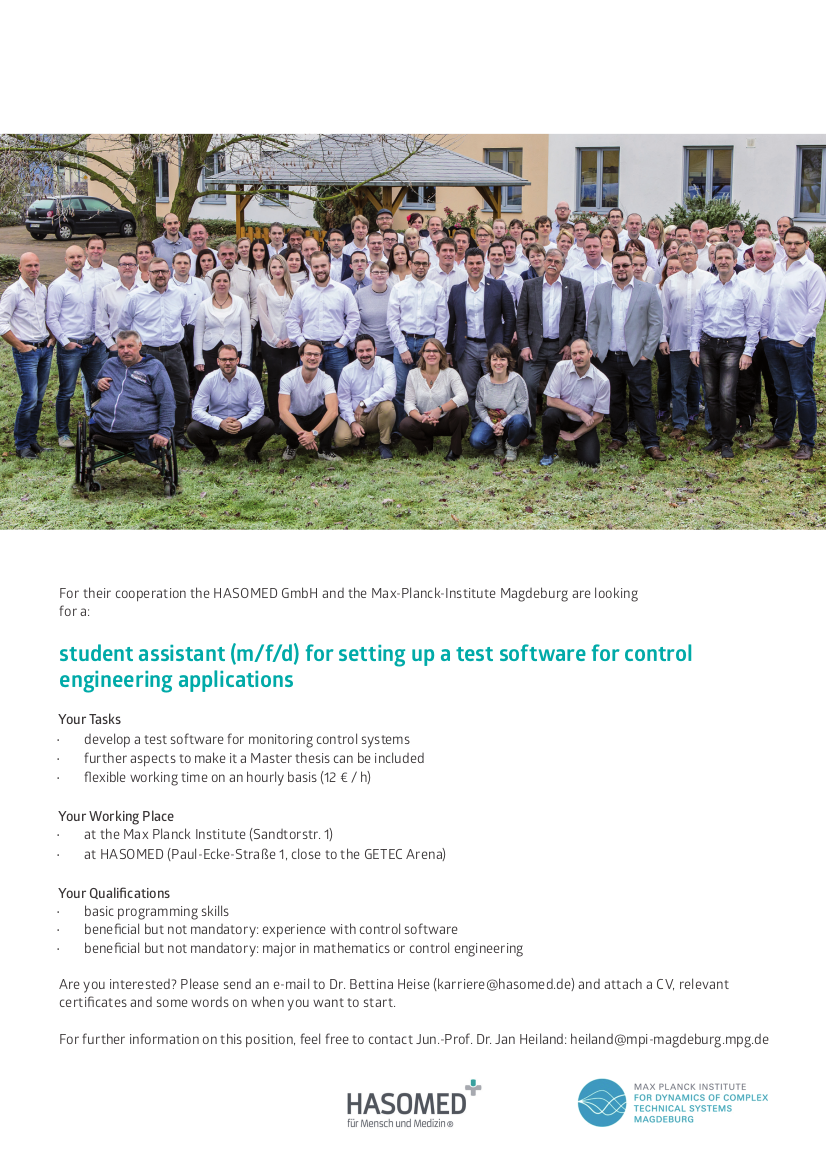 For their cooperation the HASOMED GmbH and the Max-Planck-Institute Magdeburg are looking
for a:
student assistant (m/f/d) for setting up a test software for control
engineering applications
Your Tasks
· develop a test software for monitoring control systems
· further aspects to make it a Master thesis can be included
· flexible working time on an hourly basis (12 € / h)
Your Working Place
· at the Max Planck Institute (Sandtorstr. 1)
· at HASOMED (Paul-Ecke-Straße 1, close to the GETEC Arena)
Your Qualifications
· basic programming skills
· beneficial but not mandatory: experience with control software
· beneficial but not mandatory: major in mathematics or control engineering
Are you interested? Please send an e-mail to Dr. Bettina Heise (karriere@hasomed.de) and attach a CV, relevant
certificates and some words on when you want to start.
For further information on this position, feel free to contact Jun.-Prof. Dr. Jan Heiland: heiland@mpi-magdeburg.mpg.de
HASOMED
für Mensch und Medizin®
MAX PLANCK INSTITUTE
FOR DYNAMICS OF COMPLEX
TECHNICAL SYSTEMS
MAGDEBURG